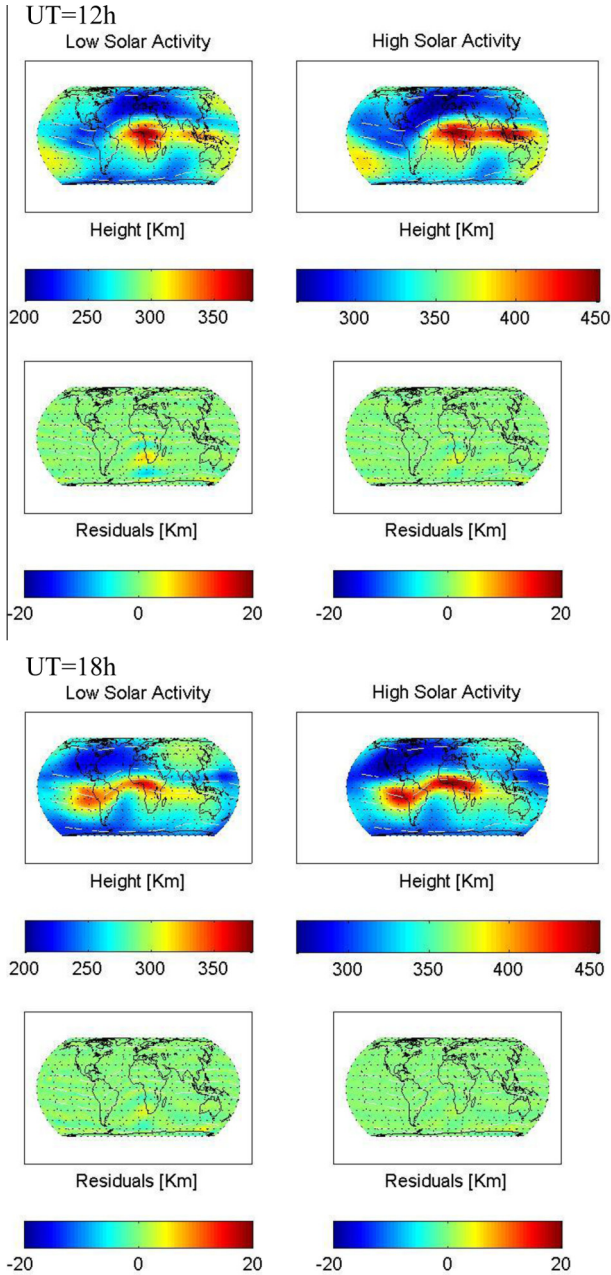 UT=12h
Low Solar Activity
High Solar Activity
Height [Km]
Height [Km]
200 250 300 350
300 350 400 450
Residuals [Km]
Residuals [Km]
-20 0 20
-20 0 20
UT=18h
Low Solar Activity
High Solar Activity
Height [Km]
Height [Km]
200 250 300 350
300 350 400 450
Residuals [Km]
Residuals [Km]
-20 0 20
-20 0 20